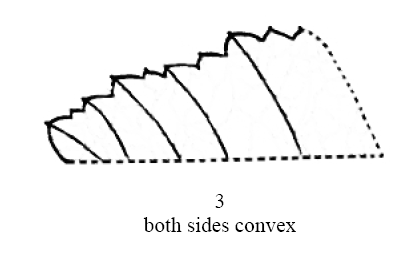 3
both sides convex